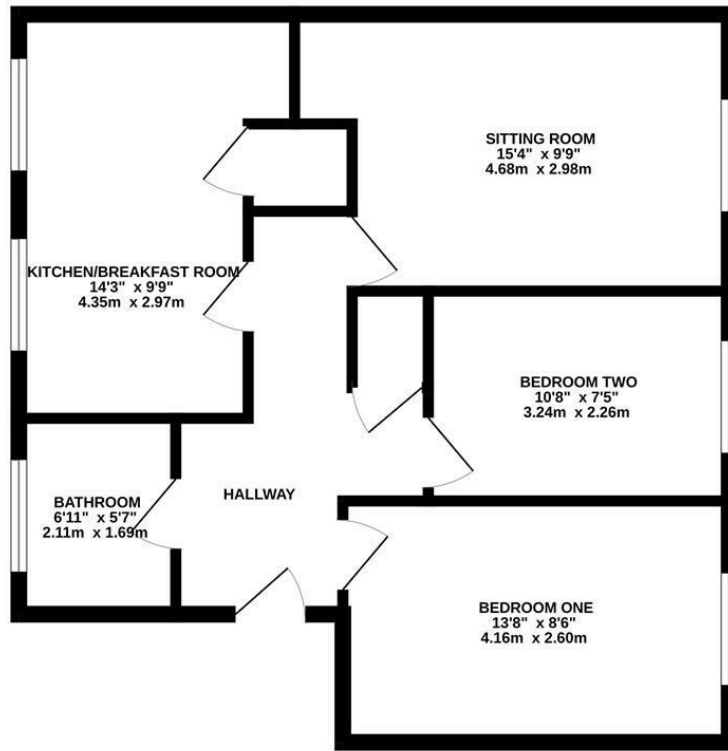 SITTING ROOM
15'4" x 9'9"
4.68m x 2.98m
KITCHEN/BREAKFAST ROOM
14'3" x 9'9"
4.35m x 2.97m
BEDROOM TWO
10'8" x 7'5"
3.24m x 2.26m
HALLWAY
BATHROOM
6'11" x 5'7"
2.11m x 1.69m
BEDROOM ONE
13'8" x 8'6"
4.16m x 2.60m